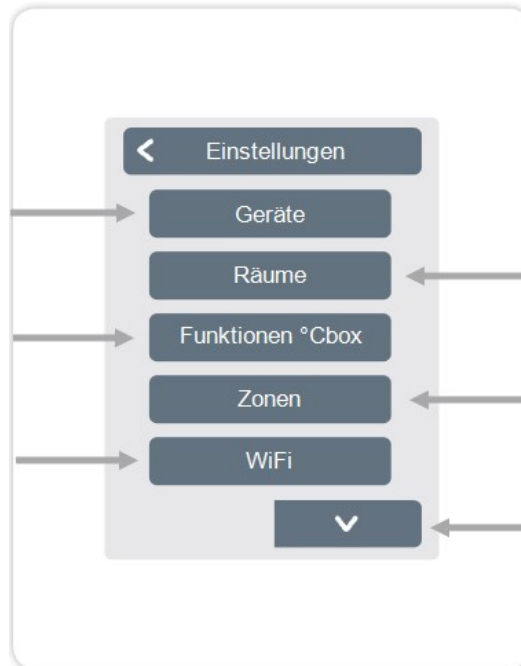 Einstellungen
Geräte
Räume
Funktionen °Cbox
Zonen
WiFi